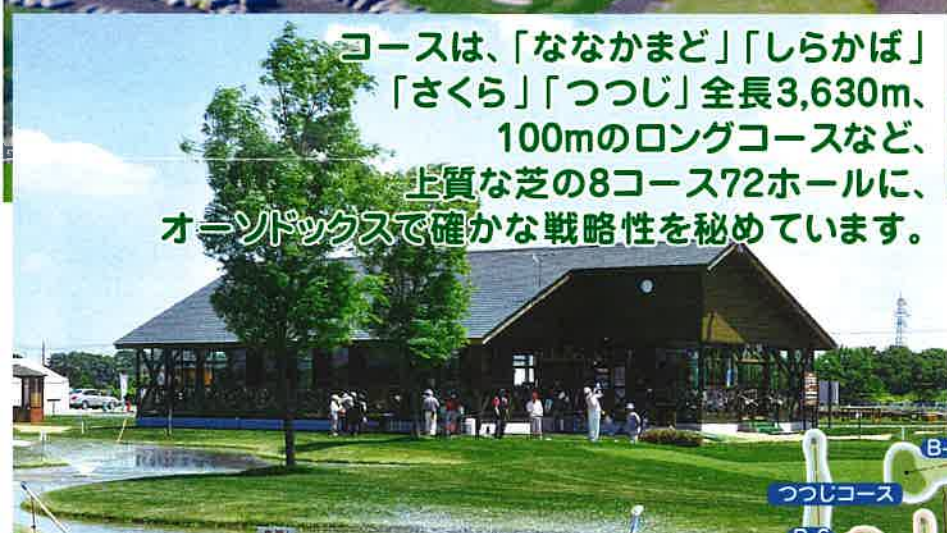 コースは、「ななかまど」「しらかば」
「さくら」「つつじ」全長3,630m、
100mのロングコースなど、
上質な芝の8コース72ホールに、
オーソドックスで確かな戦略性を秘めています。
つつじコース